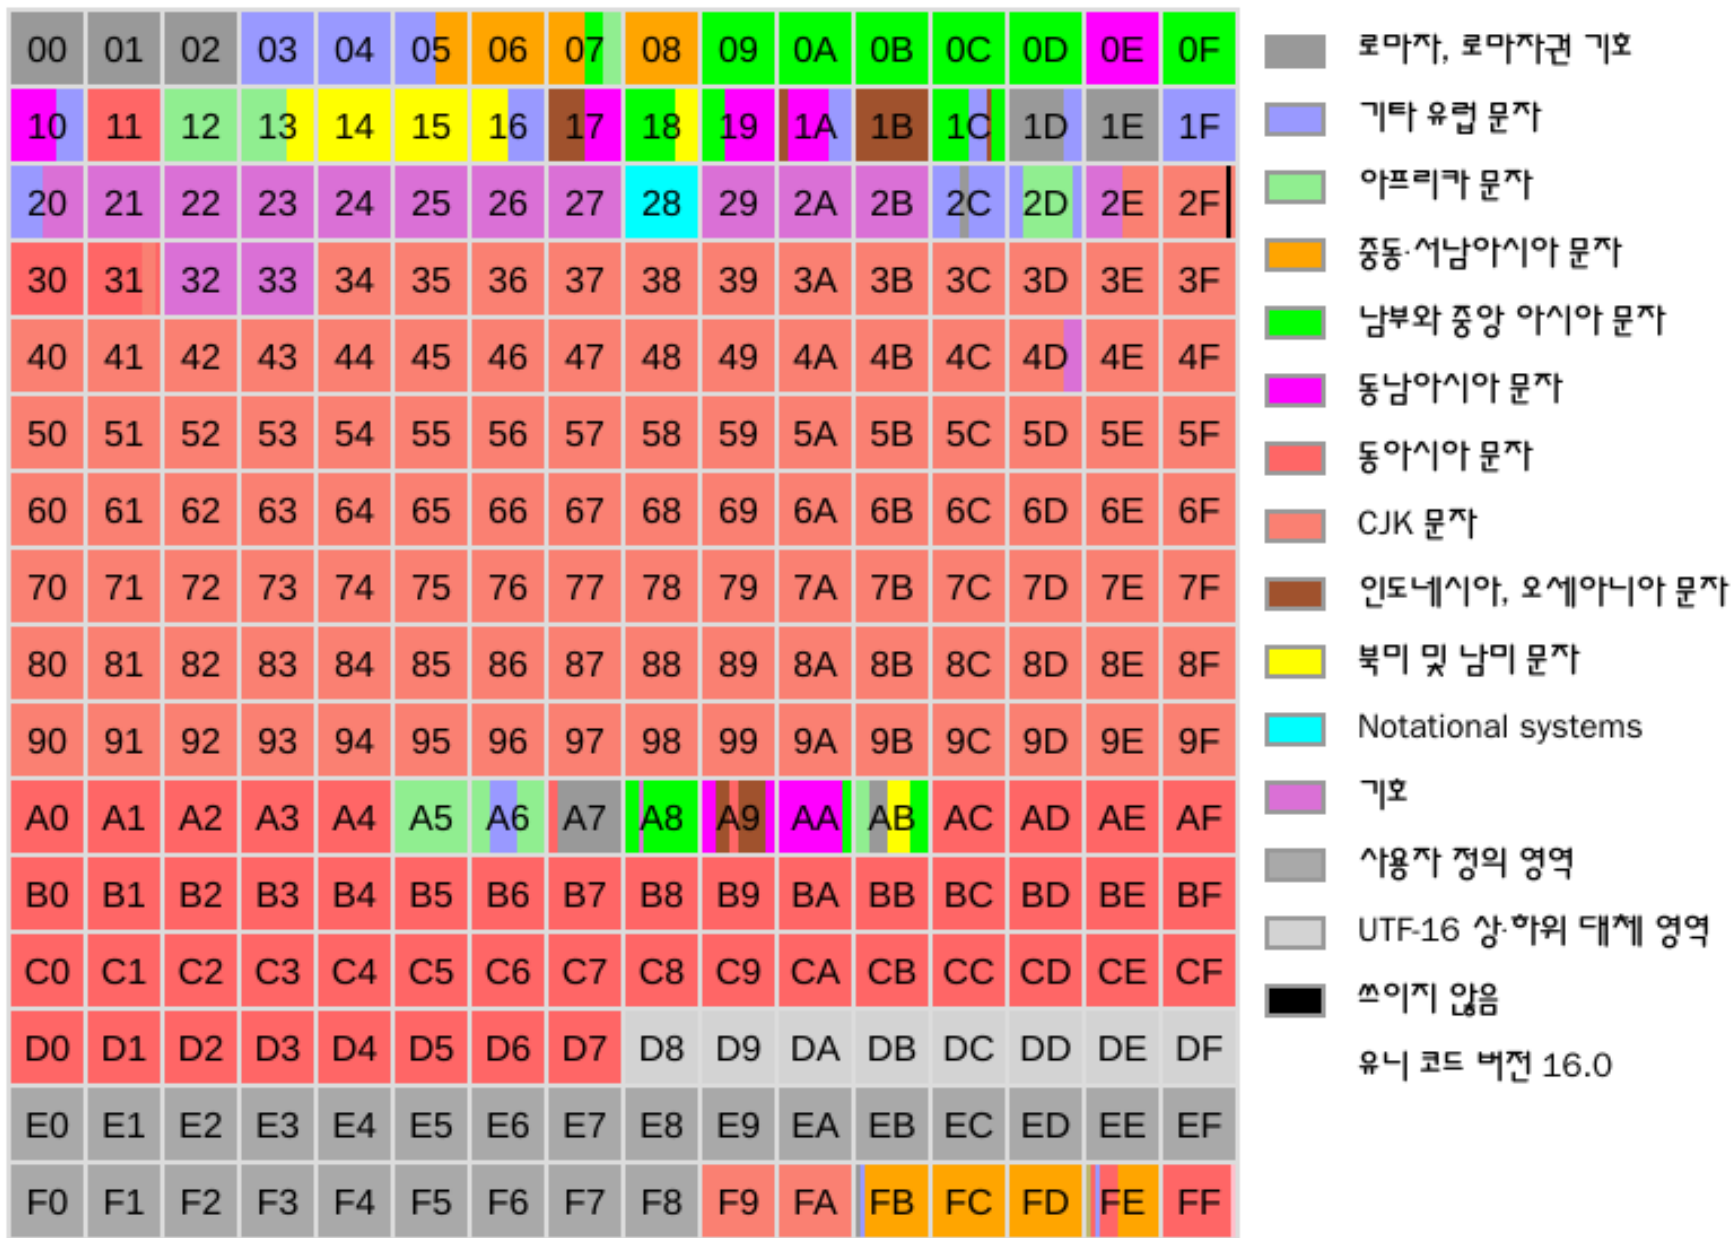 00 01 02 03 04 05 06 07 08 09 0A 0B 0C 0D 0E 0F
10 11 12 13 14 15 16 17 18 19 1A 1B 1C 1D 1E 1F
20 21 22 23 24 25 26 27 28 29 2A 2B 2C 2D 2E 2F
30 31 32 33 34 35 36 37 38 39 3A 3B 3C 3D 3E 3F
40 41 42 43 44 45 46 47 48 49 4A 4B 4C 4D 4E 4F
50 51 52 53 54 55 56 57 58 59 5A 5B 5C 5D 5E 5F
60 61 62 63 64 65 66 67 68 69 6A 6B 6C 6D 6E 6F
70 71 72 73 74 75 76 77 78 79 7A 7B 7C 7D 7E 7F
80 81 82 83 84 85 86 87 88 89 8A 8B 8C 8D 8E 8F
90 91 92 93 94 95 96 97 98 99 9A 9B 9C 9D 9E 9F
A0 A1 A2 A3 A4 A5 A6 A7 A8 A9 AA AB AC AD AE AF
B0 B1 B2 B3 B4 B5 B6 B7 B8 B9 BA BB BC BD BE BF
C0 C1 C2 C3 C4 C5 C6 C7 C8 C9 CA CB CC CD CE CF
D0 D1 D2 D3 D4 D5 D6 D7 D8 D9 DA DB DC DD DE DF
E0 E1 E2 E3 E4 E5 E6 E7 E8 E9 EA EB EC ED EE EF
F0 F1 F2 F3 F4 F5 F6 F7 F8 F9 FA FB FC FD FE FF
로마자, 로마자권 기호
기타 유럽 문자
아프리카 문자
중동·서남아시아 문자
남부와 중앙 아시아 문자
동남아시아 문자
동아시아 문자
CJK 문자
인도네시아, 오세아니아 문자
북미 및 남미 문자
Notational systems
기호
사용자 정의 영역
UTF-16 상·하위 대체 영역
쓰이지 않음
유니 코드 버전 16.0